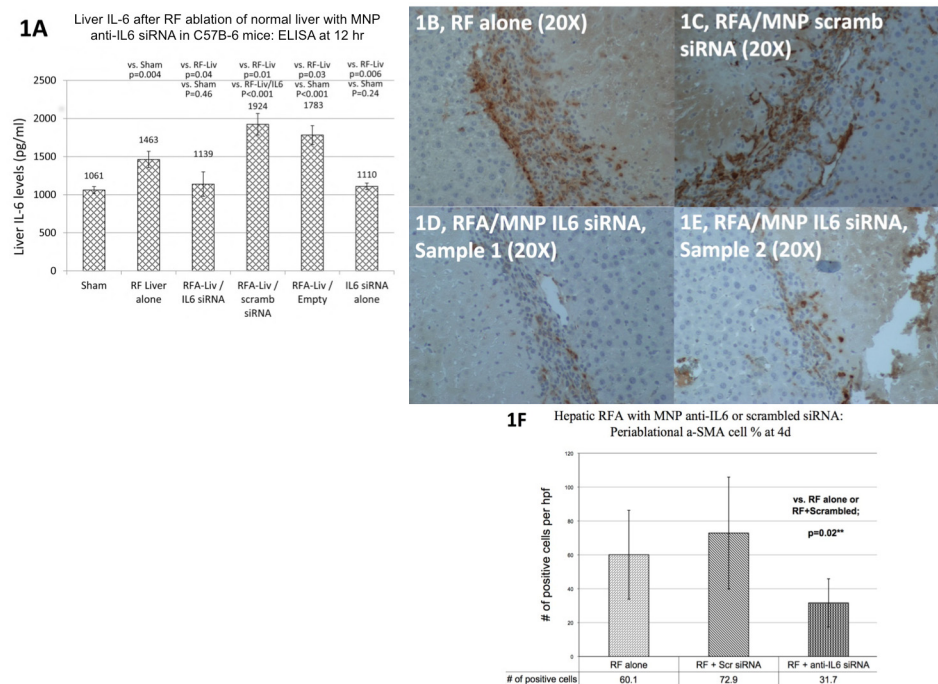 1A
Liver IL-6 after RF ablation of normal liver with MNP
anti-IL6 siRNA in C57B-6 mice: ELISA at 12 hr
vs. Sham
p=0.004
vs. RF-Liv
p=0.04
vs. Sham
P=0.46
vs. RF-Liv
p=0.01
vs. RF-Liv/IL6
P<0.001
vs. RF-Liv
p=0.03
vs. Sham
P<0.001
vs. RF-Liv
p=0.006
vs. Sham
P=0.24
Liver IL-6 levels (pg/ml)
2500
2000
1500
1000
500
0
1061
1463
1139
1924
1783
1110
Sham
RF Liver
alone
RFA-Liv /
IL6 siRNA
RFA-Liv /
scramb
siRNA
RFA-Liv /
Empty
IL6 siRNA
alone
1B, RF alone (20X)
1C, RFA/MNP scramb
siRNA (20X)
1D, RFA/MNP IL6 siRNA,
Sample 1 (20X)
1E, RFA/MNP IL6 siRNA,
Sample 2 (20X)
1F
Hepatic RFA with MNP anti-IL6 or scrambled siRNA:
Periablational a-SMA cell % at 4d
# of positive cells per hpf
120
100
80
60
40
20
0
vs. RF alone or
RF+Scrambled;
p=0.02**
RF alone
RF + Scr siRNA
RF + anti-IL6 siRNA
# of positive cells
60.1
72.9
31.7